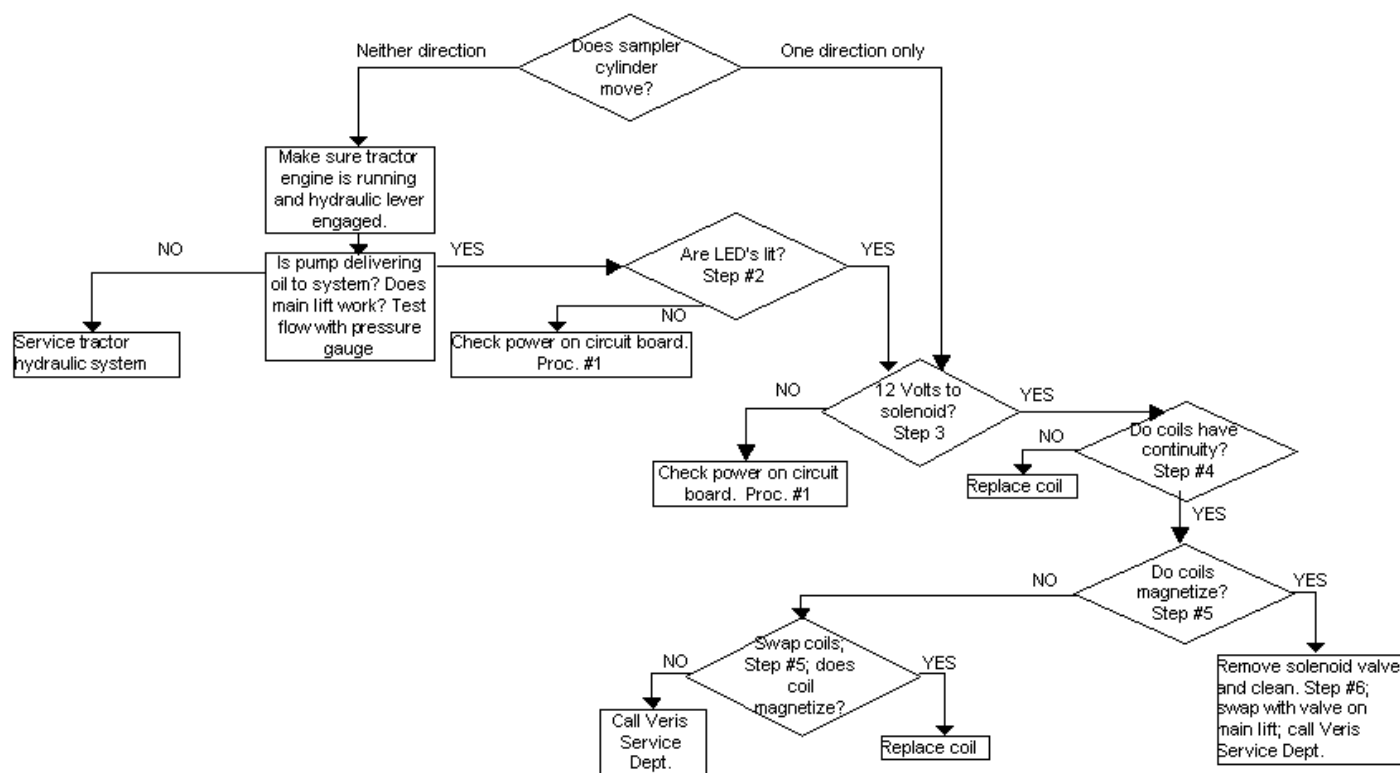 Does sampler
cylinder
move?
Neither direction
One direction only
Make sure tractor
engine is running
and hydraulic lever
engaged.
NO
Is pump delivering
oil to system? Does
main lift work? Test
flow with pressure
gauge
YES
Are LED's lit?
Step #2
YES
NO
Service tractor
hydraulic system
Check power on circuit board.
Proc. #1
12 Volts to
solenoid?
Step 3
NO
YES
Check power on circuit
board. Proc. #1
Do coils have
continuity?
Step #4
NO
Replace coil
YES
Do coils
magnetize?
Step #5
NO
YES
Swap coils;
Step #5; does
coil
magnetize?
NO
YES
Call Veris
Service
Dept.
Replace coil
Remove solenoid valve
and clean. Step #6;
swap with valve on
main lift; call Veris
Service Dept.